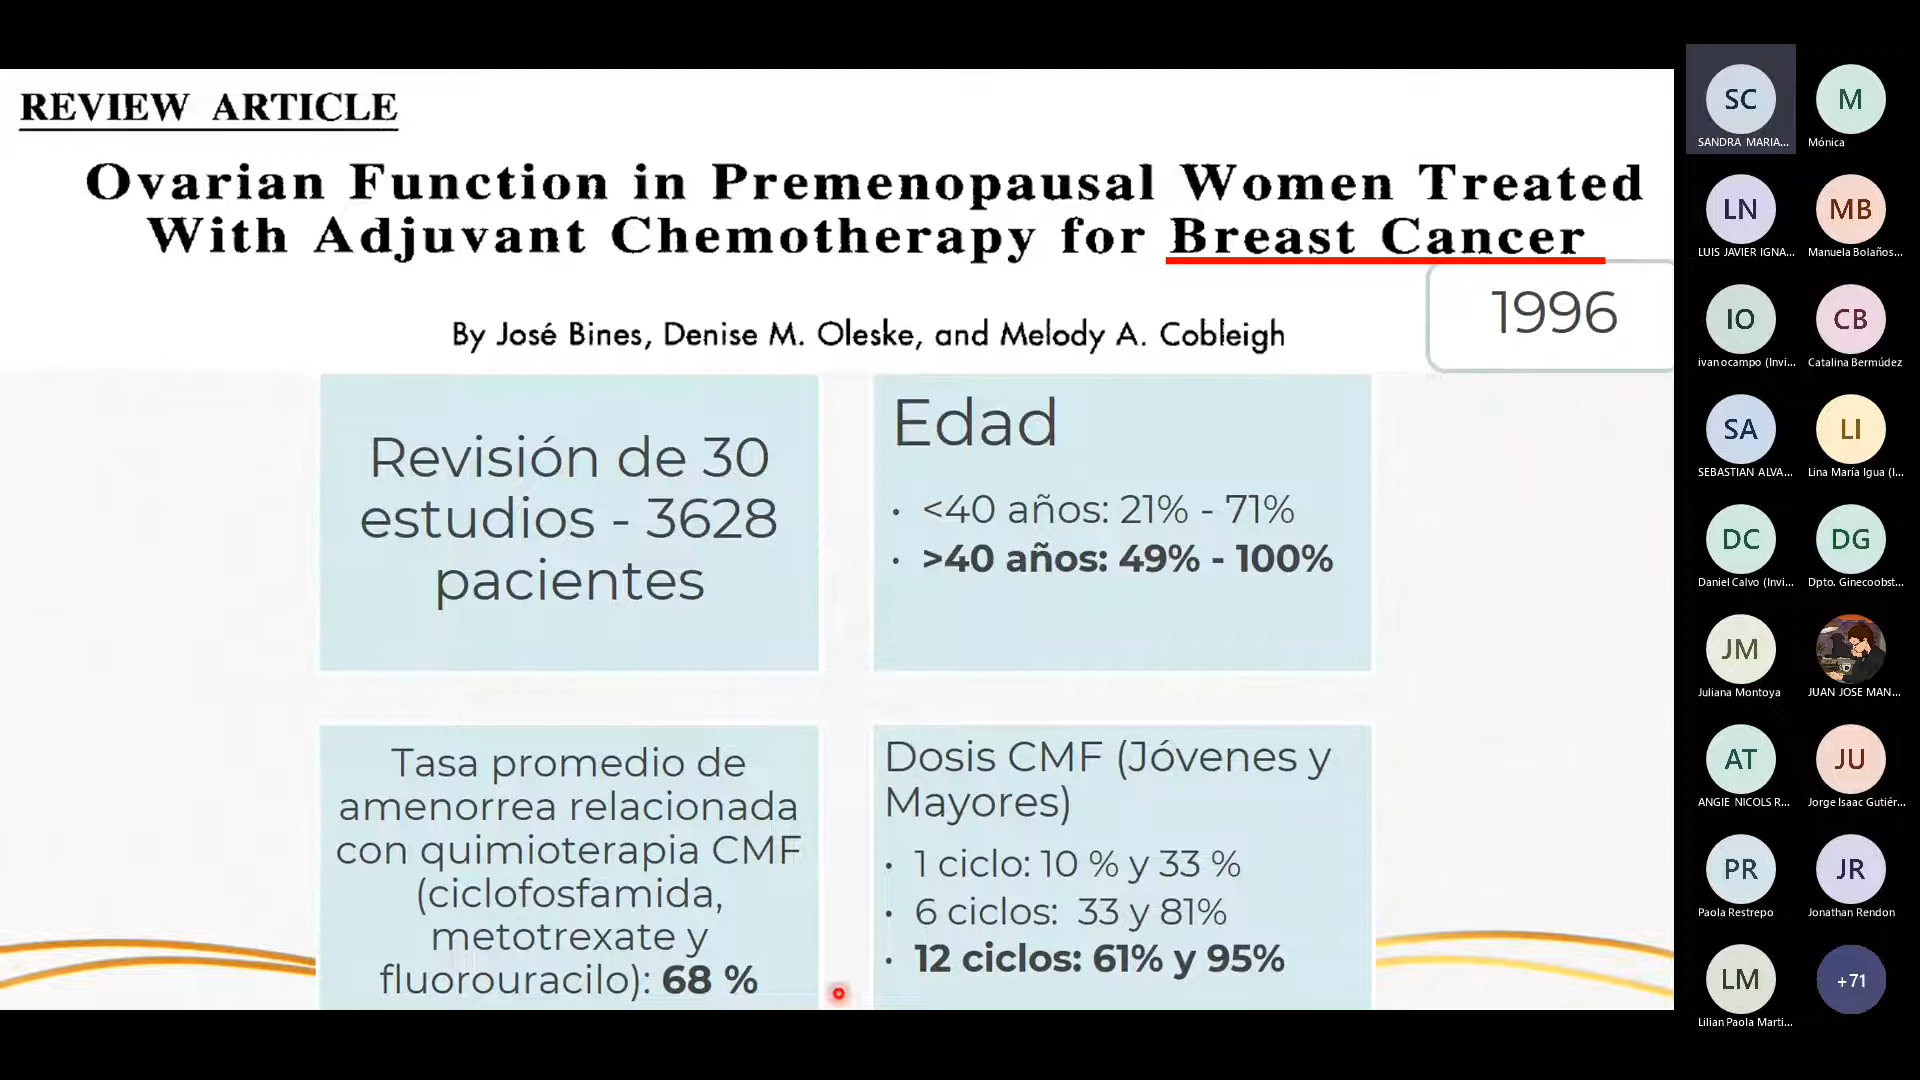 REVIEW ARTICLE
Ovarian Function in Premenopausal Women Treated
With Adjuvant Chemotherapy for Breast Cancer
1996
By José Bines, Denise M. Oleske, and Melody A. Cobleigh
Revisión de 30
estudios - 3628
pacientes
Edad
• <40 años: 21% - 71%
• >40 años: 49% - 100%
Tasa promedio de
amenorrea relacionada
con quimioterapia CMF
(ciclofosfamida,
metotrexate y
fluorouracilo): 68 %
Dosis CMF (Jóvenes y
Mayores)
• 1 ciclo: 10 % y 33 %
• 6 ciclos: 33 y 81%
• 12 ciclos: 61% y 95%
SC
SANDRA MARIA...
M
Mónica
LN
LUIS JAVIER IGNA...
MB
Manuela Bolaños...
IO
ivan ocampo (Invi...
CB
Catalina Bermúdez
SA
SEBASTIAN ALVA...
LI
Lina María Igua (I...
DC
Daniel Calvo (Invi...
DG
Dpto. Ginecoobst...
JM
Juliana Montoya
JUAN JOSE MAN...
AT
ANGIE NICOLS R...
JU
Jorge Isaac Gutiér...
PR
Paola Restrepo
JR
Jonathan Rendon
LM
Lilian Paola Marti...
+71